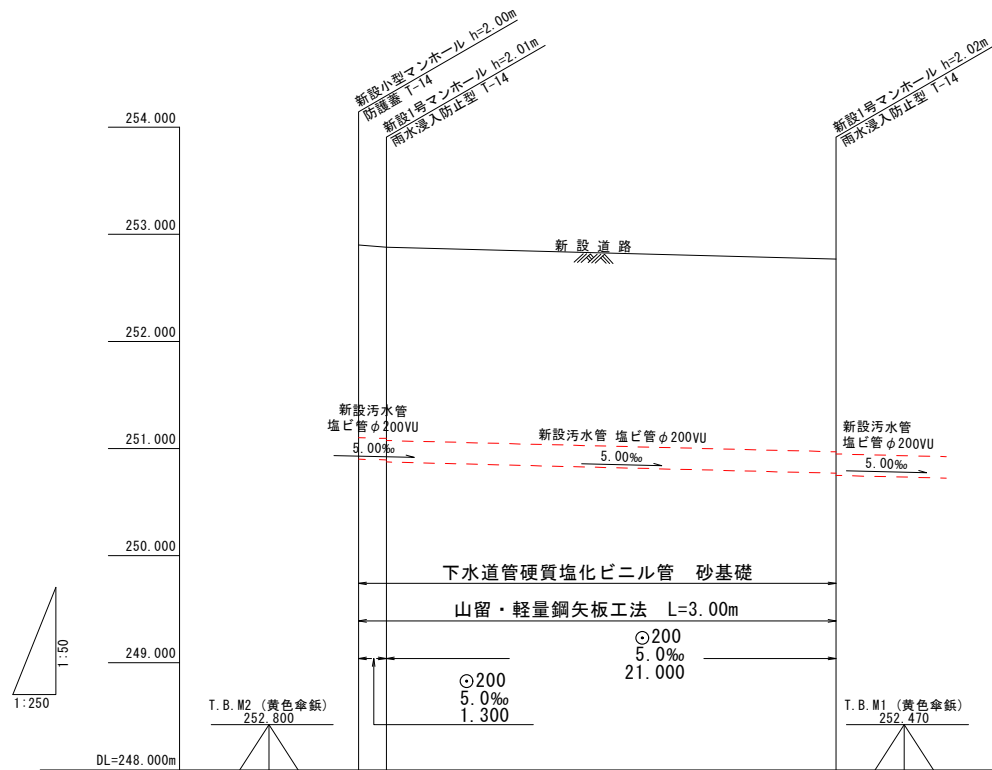 新設小型マンホール h=2.00m
防護蓋 T-14
新設1号マンホール h=2.01m
雨水浸入防止型 T-14
新設1号マンホール h=2.02m
雨水浸入防止型 T-14
254.000
253.000
新設道路
252.000
新設汚水管
塩ビ管φ200VU
5.00‰
新設汚水管 塩ビ管φ200VU
5.00‰
新設汚水管
塩ビ管φ200VU
5.00‰
251.000
250.000
下水道管硬質塩化ビニル管 砂基礎
山留・軽量鋼矢板工法 L=3.00m
249.000
⊙200
5.0‰
21.000
⊙200
5.0‰
1.300
1:50
1:250
T.B.M2 (黄色傘鋲)
252.800
T.B.M1 (黄色傘鋲)
252.470
DL=248.000m